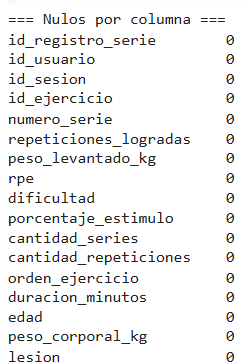 === Nulos por columna ===
id_registro_serie 0
id_usuario 0
id_sesion 0
id_ejercicio 0
numero_serie 0
repeticiones_logradas 0
peso_levantado_kg 0
rpe 0
dificultad 0
porcentaje_estimulo 0
cantidad_series 0
cantidad_repeticiones 0
orden_ejercicio 0
duracion_minutos 0
edad 0
peso_corporal_kg 0
lesion 0